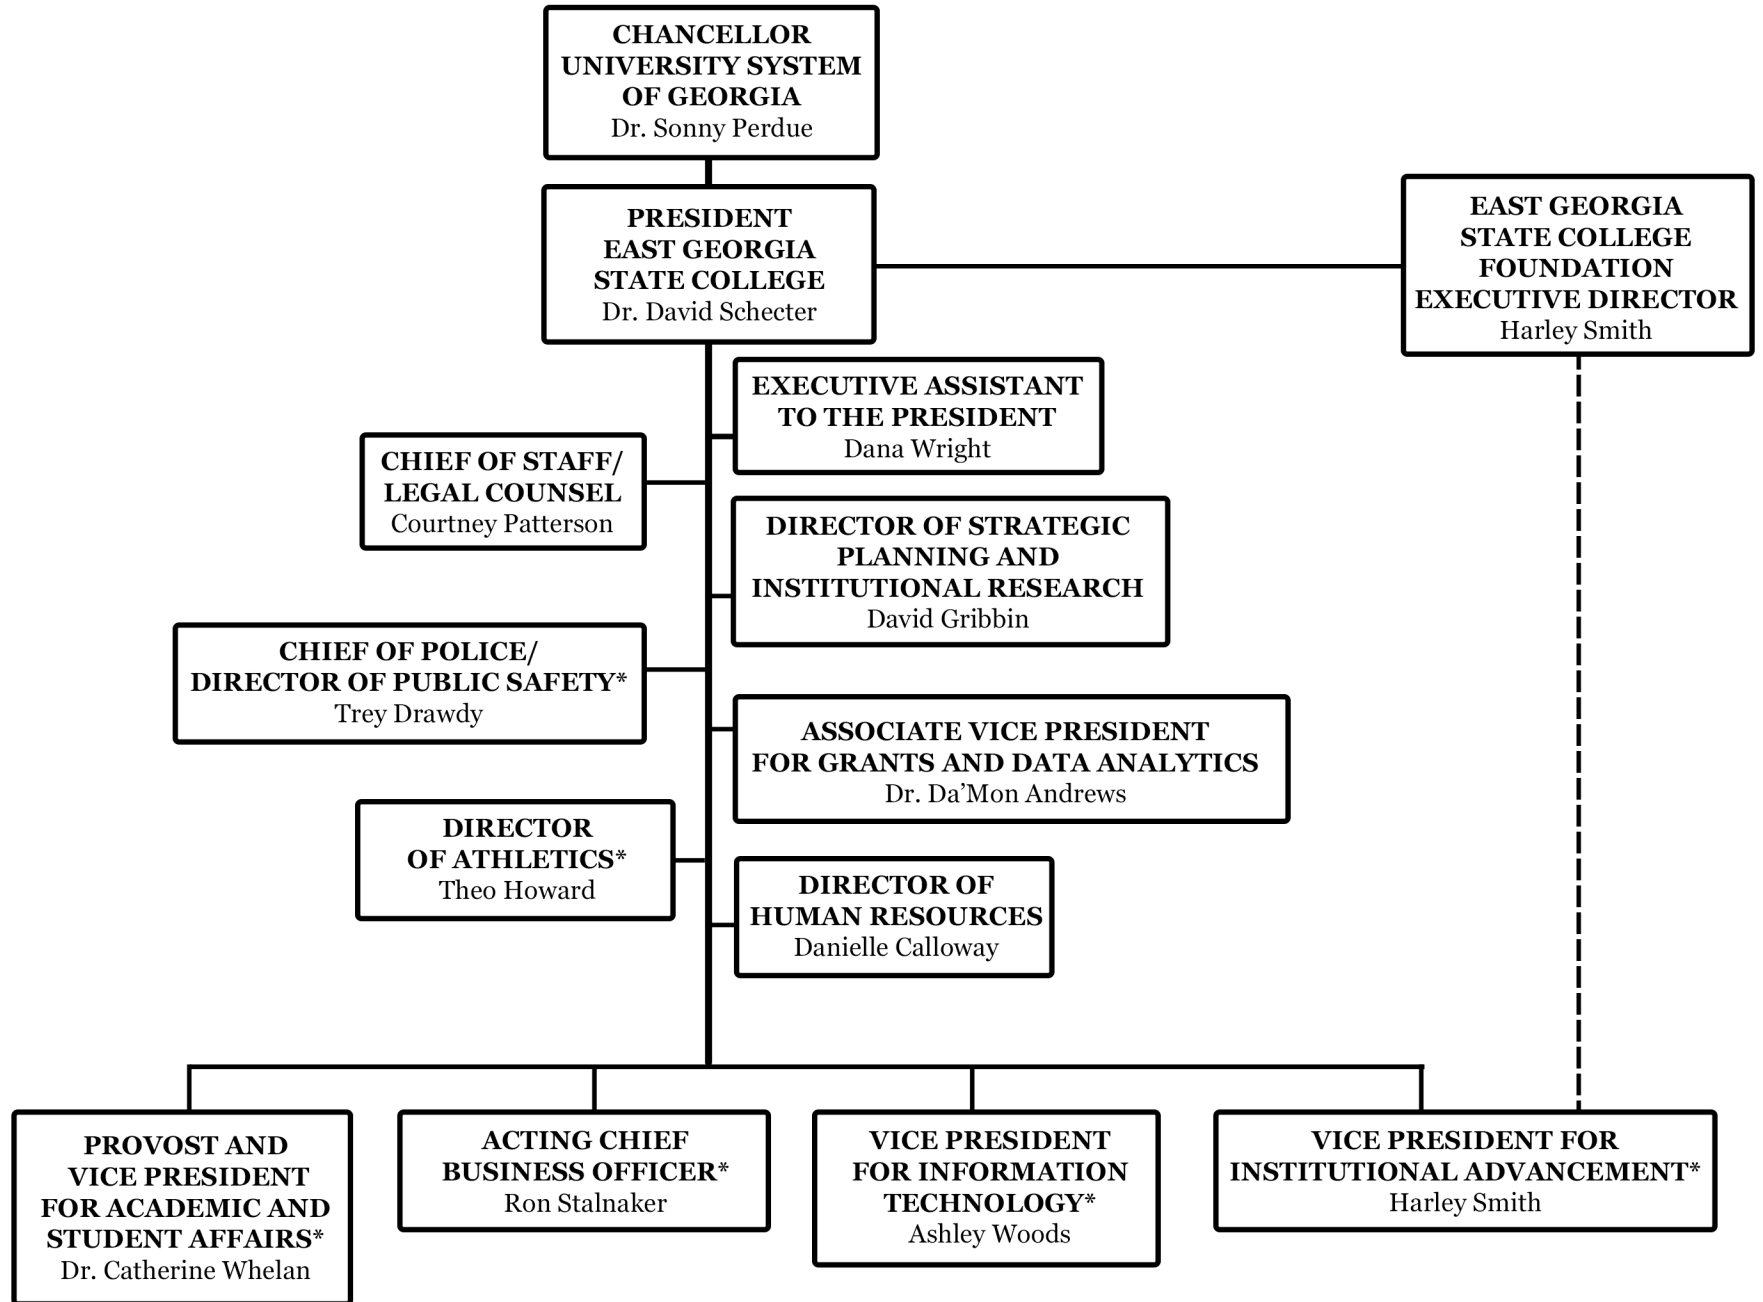 CHANCELLOR
UNIVERSITY SYSTEM
OF GEORGIA
Dr. Sonny Perdue
PRESIDENT
EAST GEORGIA
STATE COLLEGE
Dr. David Schecter
EAST GEORGIA
STATE COLLEGE
FOUNDATION
EXECUTIVE DIRECTOR
Harley Smith
EXECUTIVE ASSISTANT
TO THE PRESIDENT
Dana Wright
CHIEF OF STAFF/
LEGAL COUNSEL
Courtney Patterson
DIRECTOR OF STRATEGIC
PLANNING AND
INSTITUTIONAL RESEARCH
David Gribbin
CHIEF OF POLICE/
DIRECTOR OF PUBLIC SAFETY*
Trey Drawdy
ASSOCIATE VICE PRESIDENT
FOR GRANTS AND DATA ANALYTICS
Dr. Da’Mon Andrews
DIRECTOR
OF ATHLETICS*
Theo Howard
DIRECTOR OF
HUMAN RESOURCES
Danielle Calloway
PROVOST AND
VICE PRESIDENT
FOR ACADEMIC AND
STUDENT AFFAIRS*
Dr. Catherine Whelan
ACTING CHIEF
BUSINESS OFFICER*
Ron Stalnaker
VICE PRESIDENT
FOR INFORMATION
TECHNOLOGY*
Ashley Woods
VICE PRESIDENT FOR
INSTITUTIONAL ADVANCEMENT*
Harley Smith